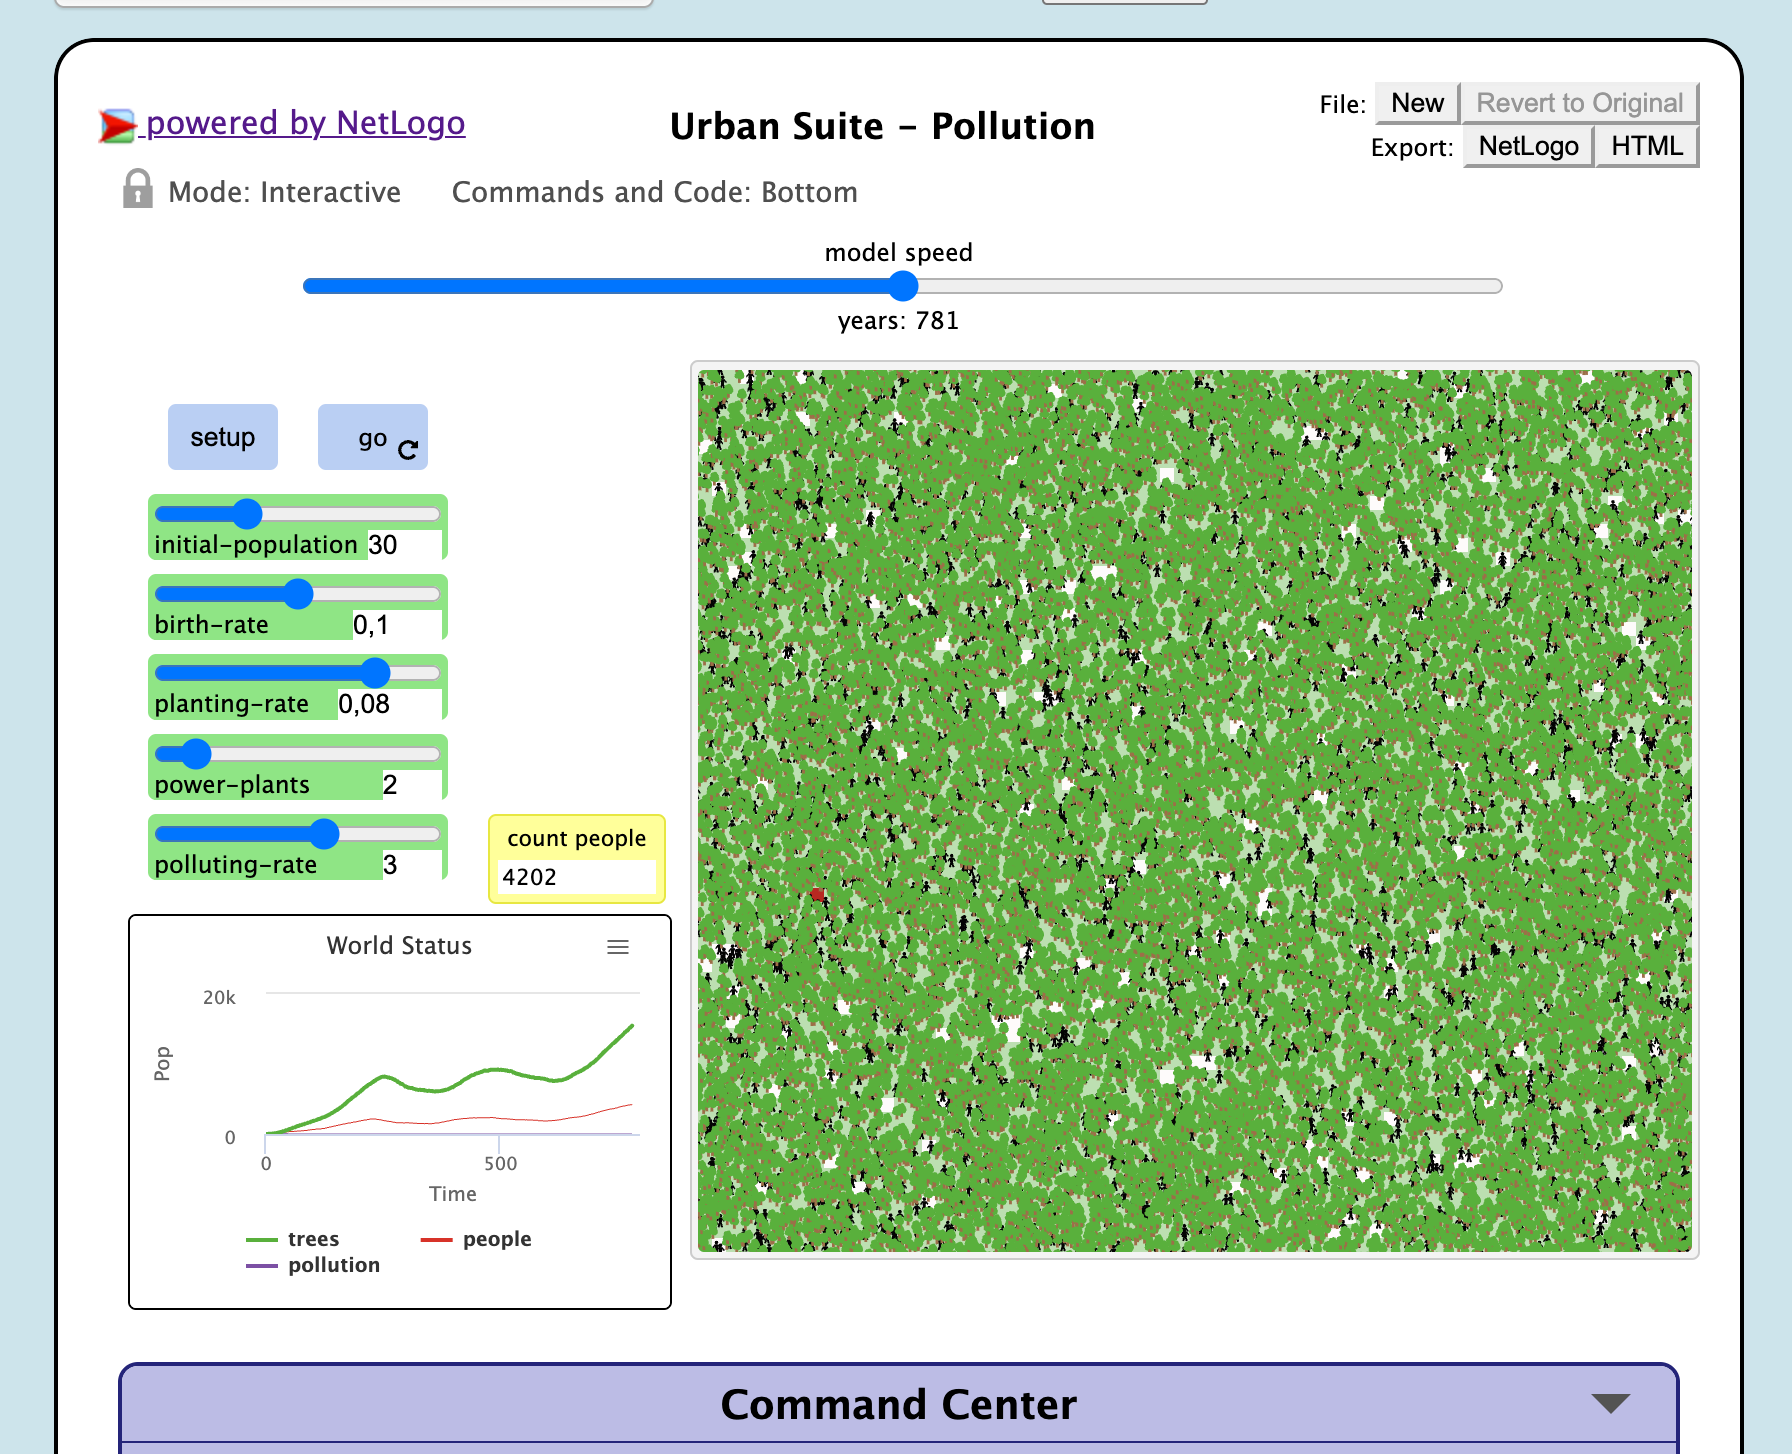 powered by NetLogo
Urban Suite - Pollution
File: New Revert to Original
Export: NetLogo HTML
Mode: Interactive Commands and Code: Bottom
model speed
years: 781
setup go
initial-population 30
birth-rate 0,1
planting-rate 0,08
power-plants 2
polluting-rate 3
count people
4202
World Status
20k
Pop
0
0 500
Time
trees people
pollution
Command Center